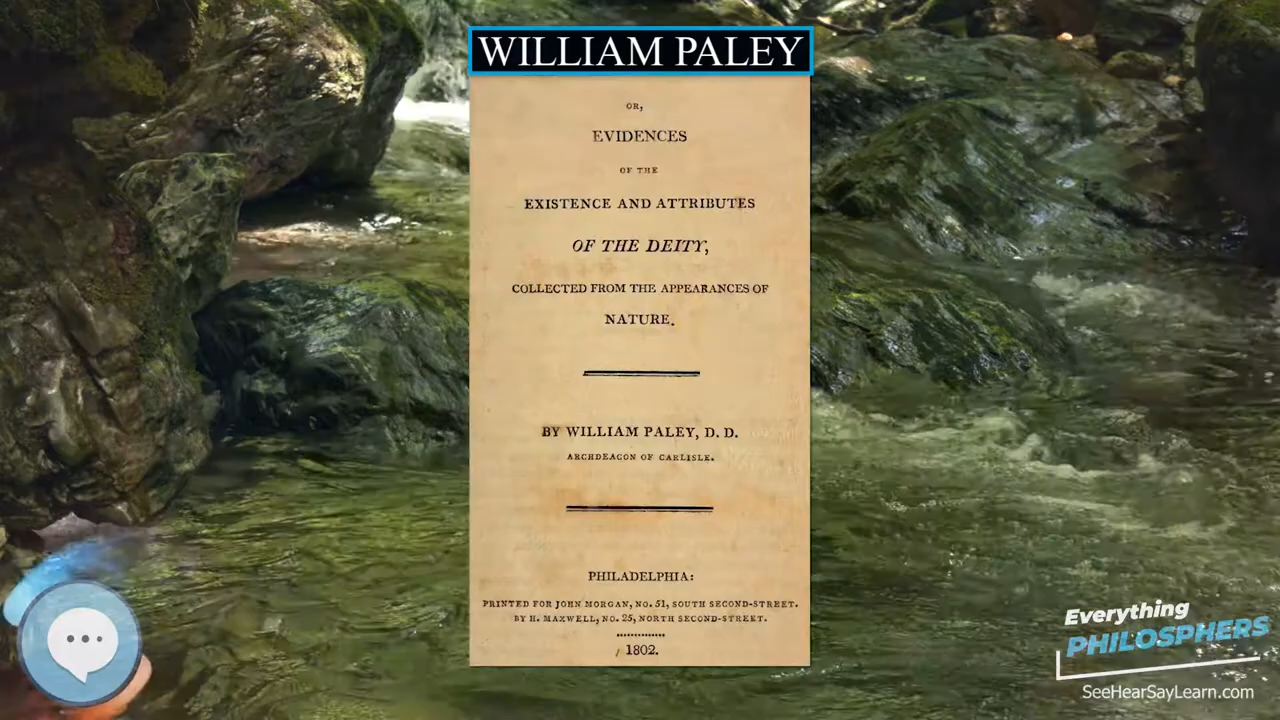 WILLIAM PALEY
OR,
EVIDENCES
OF THE
EXISTENCE AND ATTRIBUTES
OF THE DEITY,
COLLECTED FROM THE APPEARANCES OF
NATURE.
BY WILLIAM PALEY, D. D.
ARCHDEACON OF CARLISLE.
PHILADELPHIA:
PRINTED FOR JOHN MORGAN, NO. 51, SOUTH SECOND-STREET.
BY H. MAXWELL, NO. 25, NORTH SECOND-STREET.
1802.
Everything
PHILOSPHERS
SeeHearSayLearn.com